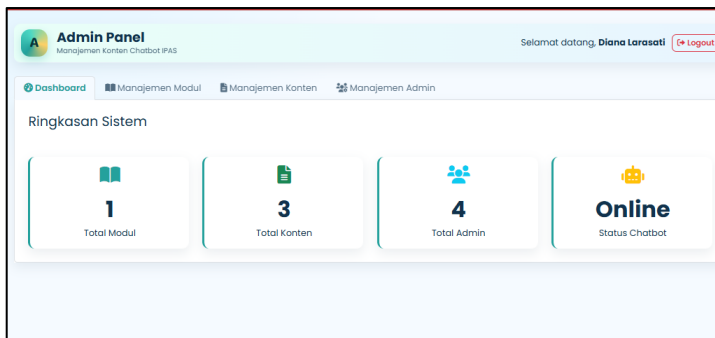 A
Admin Panel
Manajemen Konten Chatbot IPAS
Selamat datang, Diana Larasati
Logout
Dashboard
Manajemen Modul
Manajemen Konten
Manajemen Admin
Ringkasan Sistem
1
Total Modul
3
Total Konten
4
Total Admin
Online
Status Chatbot